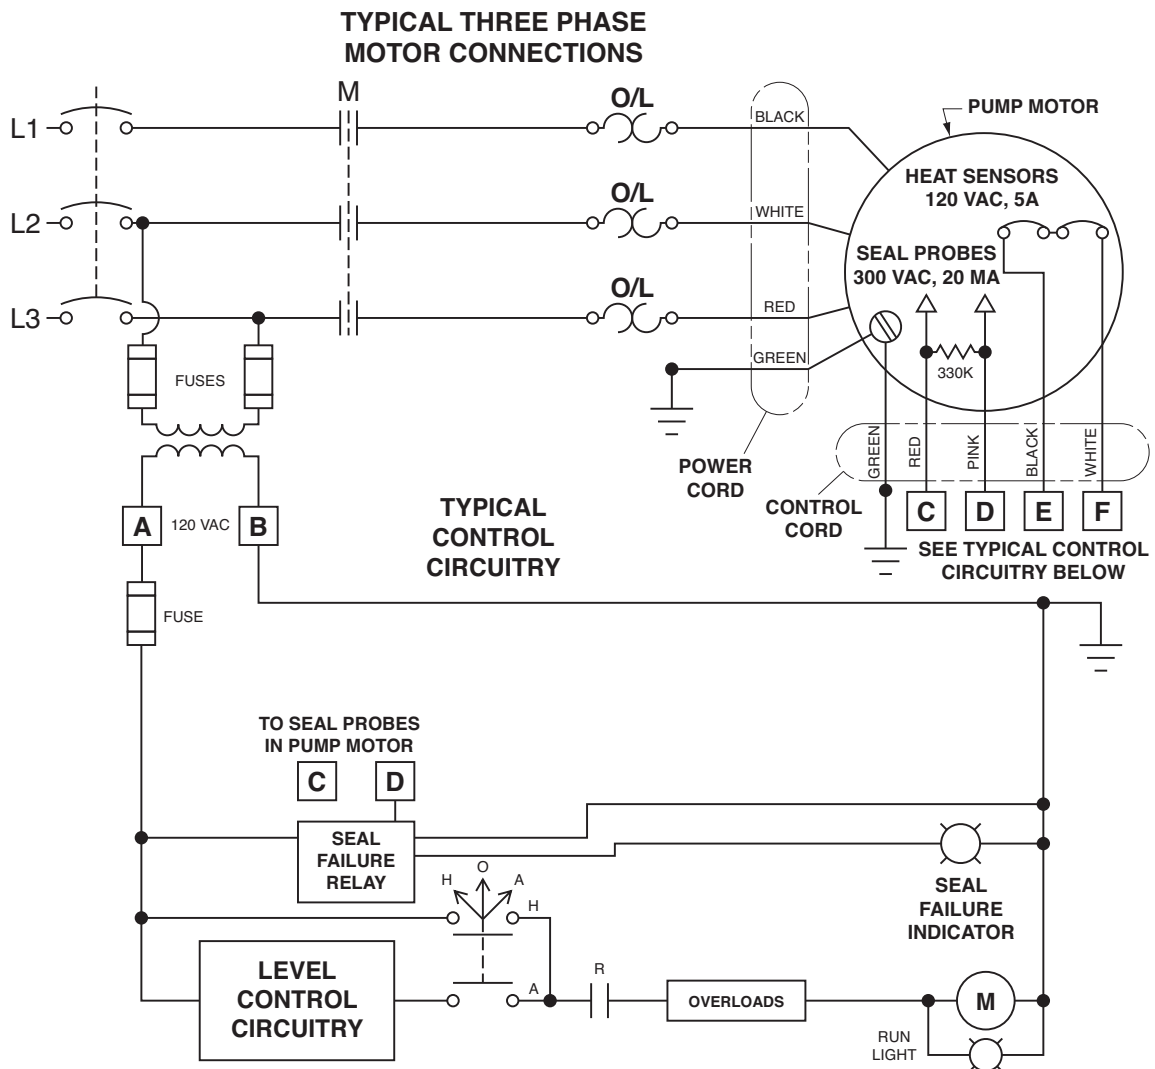 TYPICAL THREE PHASE
MOTOR CONNECTIONS
M
O/L
L1
BLACK
PUMP MOTOR
HEAT SENSORS
120 VAC, 5A
O/L
L2
WHITE
SEAL PROBES
300 VAC, 20 MA
O/L
L3
RED
GREEN
330K
FUSES
POWER
CORD
CONTROL
CORD
GREEN
RED
PINK
BLACK
WHITE
C
D
E
F
SEE TYPICAL CONTROL
CIRCUITRY BELOW
A
120 VAC
B
TYPICAL
CONTROL
CIRCUITRY
FUSE
TO SEAL PROBES
IN PUMP MOTOR
C
D
SEAL
FAILURE
RELAY
H
O
A
H
SEAL
FAILURE
INDICATOR
LEVEL
CONTROL
CIRCUITRY
A
R
OVERLOADS
M
RUN
LIGHT